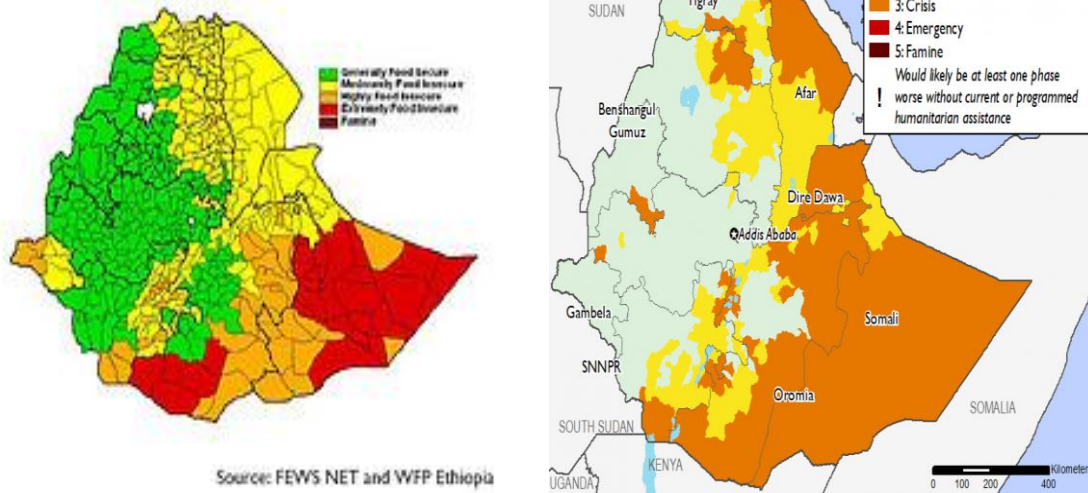 Generally Food Secure
Moderately Food Insecure
Highly Food Insecure
Extremely Food Insecure
Famine
Source: FEWS NET and WFP Ethiopia
SUDAN
Tigray
3: Crisis
4: Emergency
5: Famine
Would likely be at least one phase
! worse without current or programmed
humanitarian assistance
Afar
Benshangul
Gumuz
Dire Dawa
Addis Ababa
Gambela
Somali
SNNPR
Oromia
SOMALIA
SOUTH SUDAN
KENYA
UGANDA
Kilometer
0 100 200 400